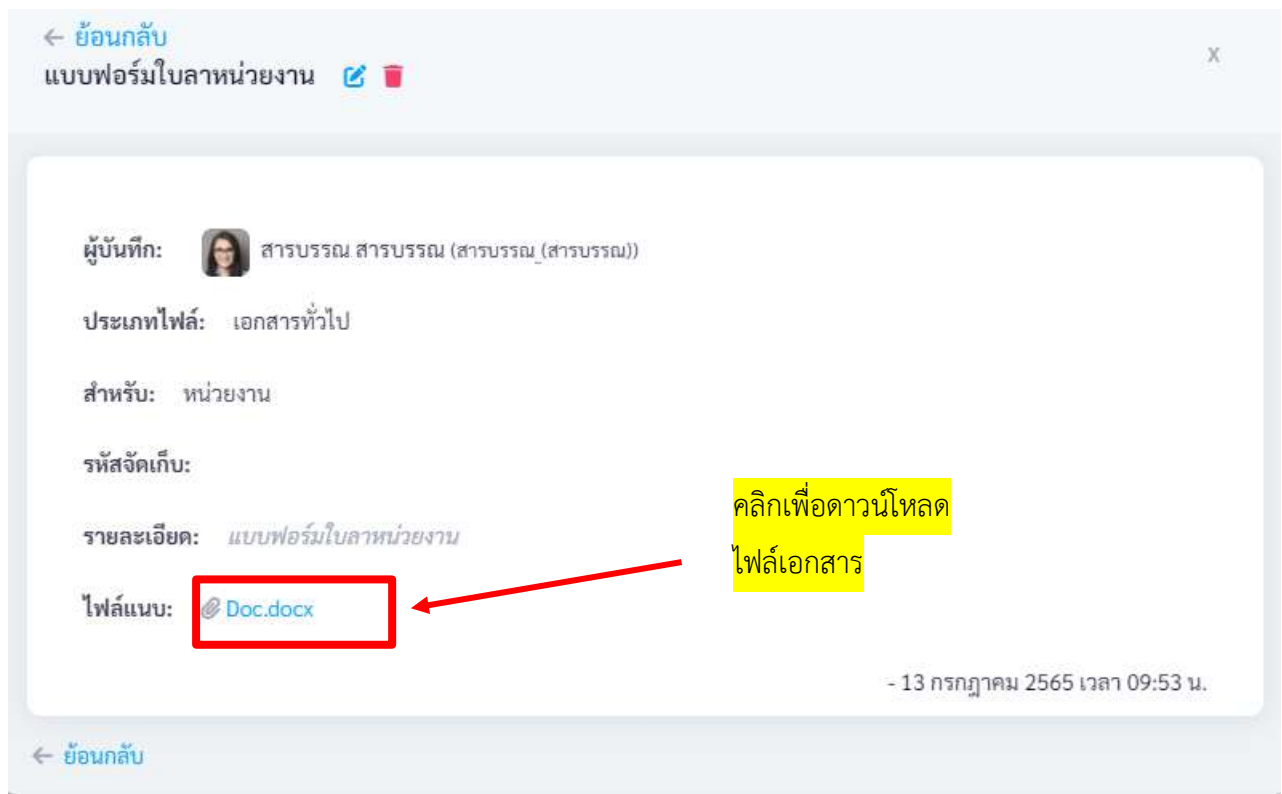 ← ย้อนกลับ
แบบฟอร์มใบลาหน่วยงาน
x
ผู้บันทึก: สารบรรณ สารบรรณ (สารบรรณ_(สารบรรณ))
ประเภทไฟล์: เอกสารทั่วไป
สำหรับ: หน่วยงาน
รหัสจัดเก็บ:
คลิกเพื่อดาวน์โหลด
ไฟล์เอกสาร
รายละเอียด: แบบฟอร์มใบลาหน่วยงาน
ไฟล์แนบ: Doc.docx
- 13 กรกฎาคม 2565 เวลา 09:53 น.
← ย้อนกลับ